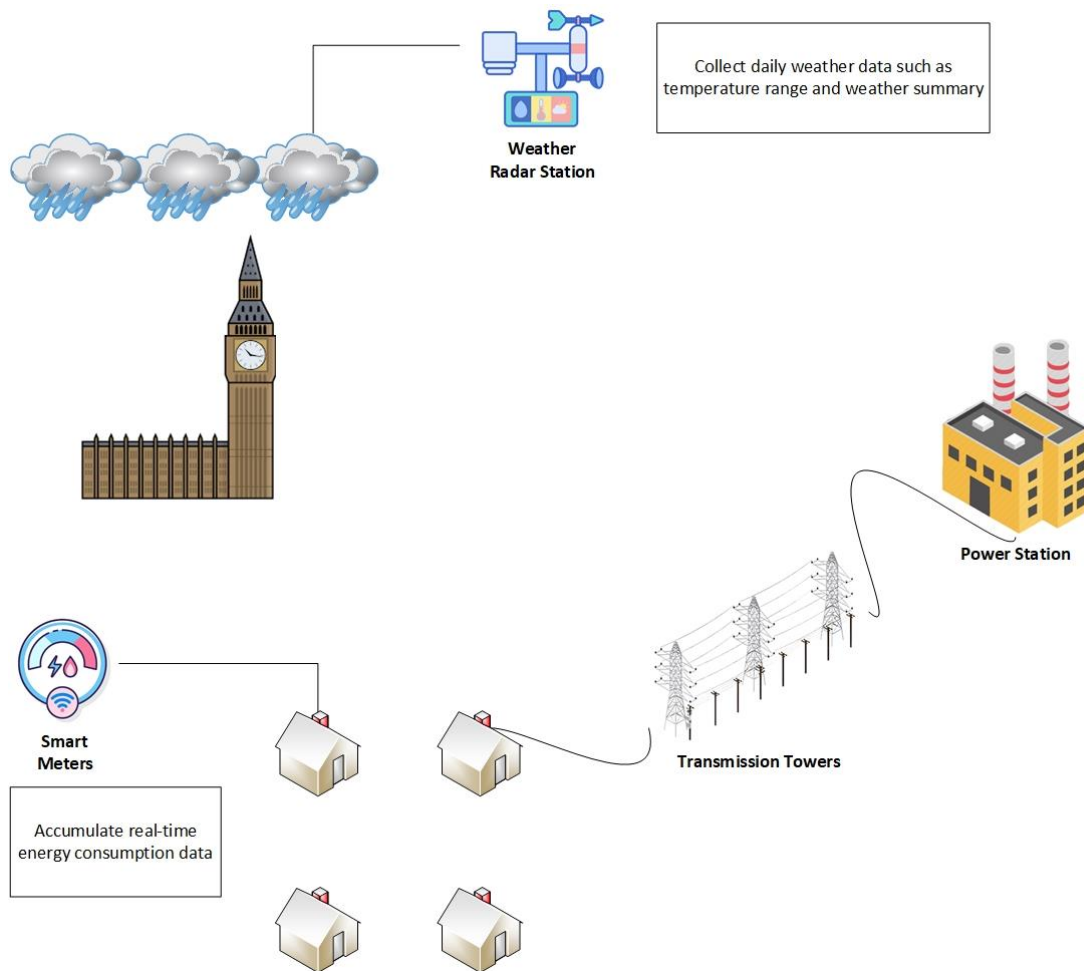 Collect daily weather data such as
temperature range and weather summary
Weather
Radar Station
Power Station
Transmission Towers
Smart
Meters
Accumulate real-time
energy consumption data